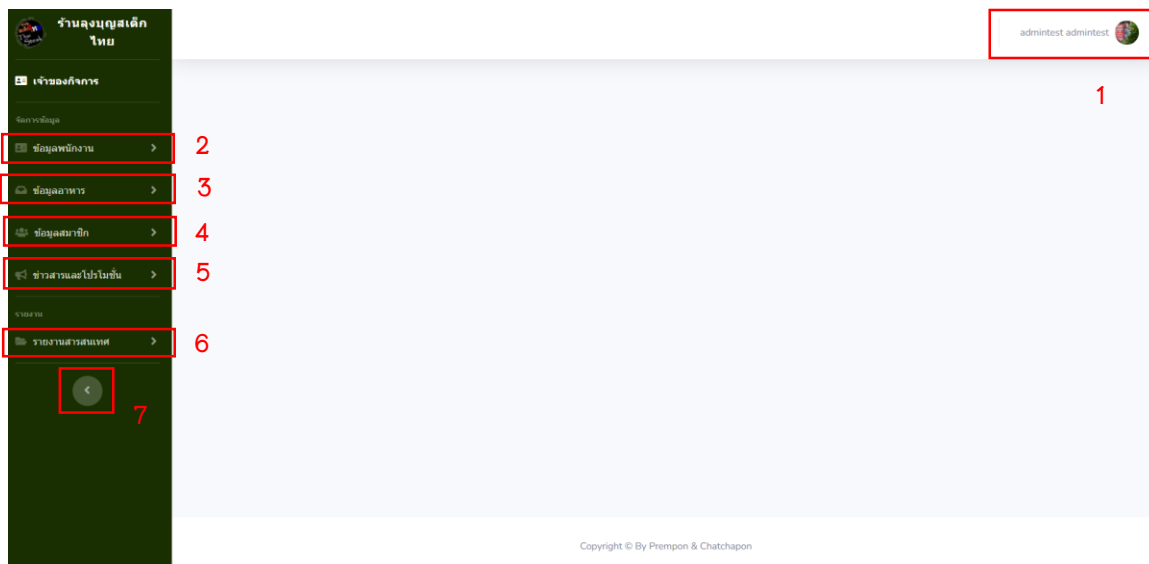 ร้านลุงบุญสเด็ก
ไทย
admintest admintest
1
เจ้าของกิจการ
จัดการข้อมูล
ข้อมูลพนักงาน
2
ข้อมูลอาหาร
3
ข้อมูลสมาชิก
4
ข่าวสารและโปรโมชั่น
5
รายงาน
รายงานสารสนเทศ
6
7
Copyright © By Prempon & Chatchapon